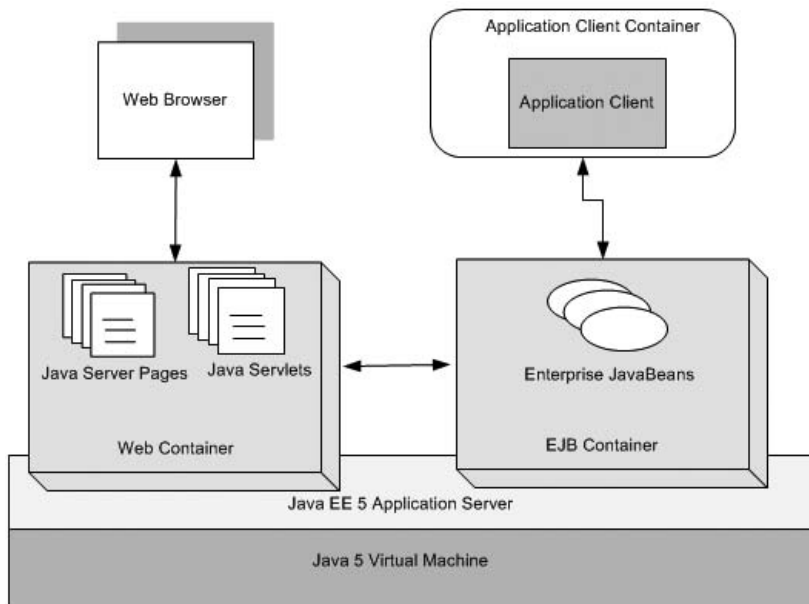 Application Client Container
Web Browser
Application Client
Java Server Pages
Java Servlets
Enterprise JavaBeans
Web Container
EJB Container
Java EE 5 Application Server
Java 5 Virtual Machine